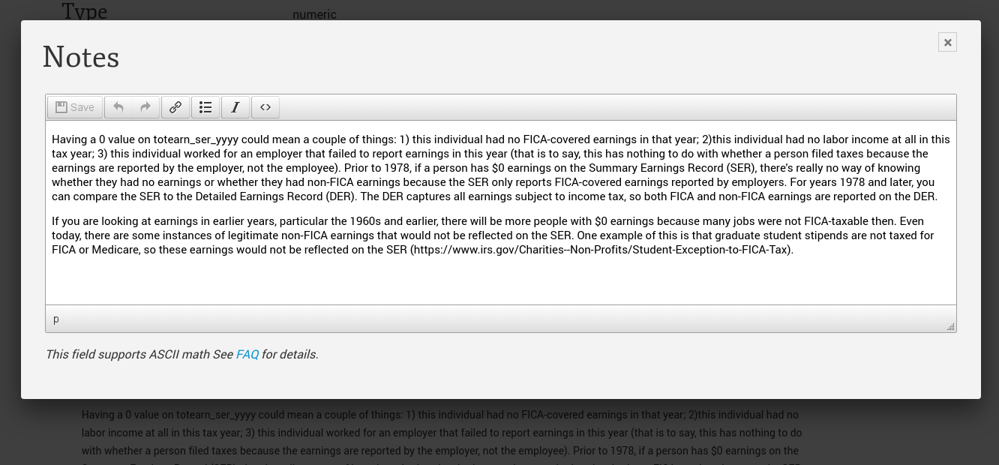 Type
numeric
Notes
Save
Having a 0 value on totearn_ser_yyyy could mean a couple of things: 1) this individual had no FICA-covered earnings in that year; 2)this individual had no labor income at all in this
tax year; 3) this individual worked for an employer that failed to report earnings in this year (that is to say, this has nothing to do with whether a person filed taxes because the
earnings are reported by the employer, not the employee). Prior to 1978, if a person has $0 earnings on the Summary Earnings Record (SER), there's really no way of knowing
whether they had no earnings or whether they had non-FICA earnings because the SER only reports FICA-covered earnings reported by employers. For years 1978 and later, you
can compare the SER to the Detailed Earnings Record (DER). The DER captures all earnings subject to income tax, so both FICA and non-FICA earnings are reported on the DER.
If you are looking at earnings in earlier years, particular the 1960s and earlier, there will be more people with $0 earnings because many jobs were not FICA-taxable then. Even
today, there are some instances of legitimate non-FICA earnings that would not be reflected on the SER. One example of this is that graduate student stipends are not taxed for
FICA or Medicare, so these earnings would not be reflected on the SER (https://www.irs.gov/Charities--Non-Profits/Student-Exception-to-FICA-Tax).
p
This field supports ASCII math See FAQ for details.
Having a 0 value on totearn_ser_yyyy could mean a couple of things: 1) this individual had no FICA-covered earnings in that year; 2)this individual had no
labor income at all in this tax year; 3) this individual worked for an employer that failed to report earnings in this year (that is to say, this has nothing to do
with whether a person filed taxes because the earnings are reported by the employer, not the employee). Prior to 1978, if a person has $0 earnings on the